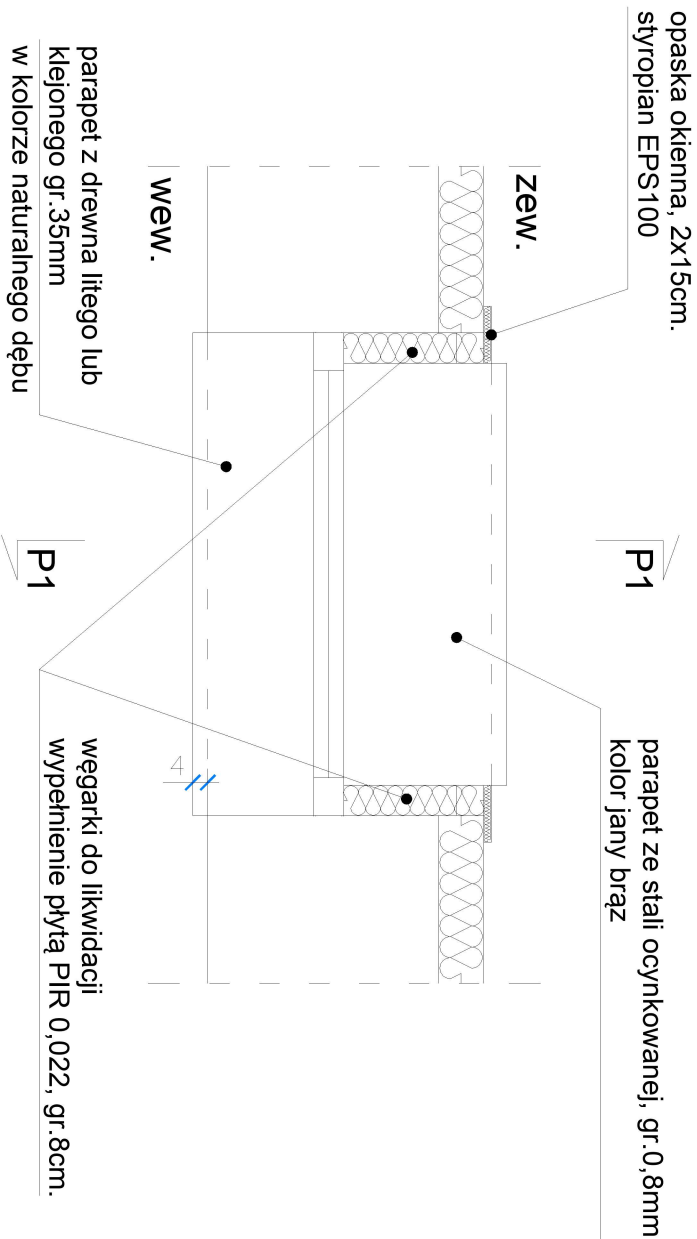 opaska okienna, 2x15cm.
styropian EPS100
zew.
wew.
parapet z drewna litego lub
klejonego gr.35mm
w kolorze naturalnego dębu
P1
P1
parapet ze stali ocynkowanej, gr.0,8mm
kolor jany brąz
4
węgarki do likwidacji
wypełnienie płytą PIR 0,022, gr.8cm.